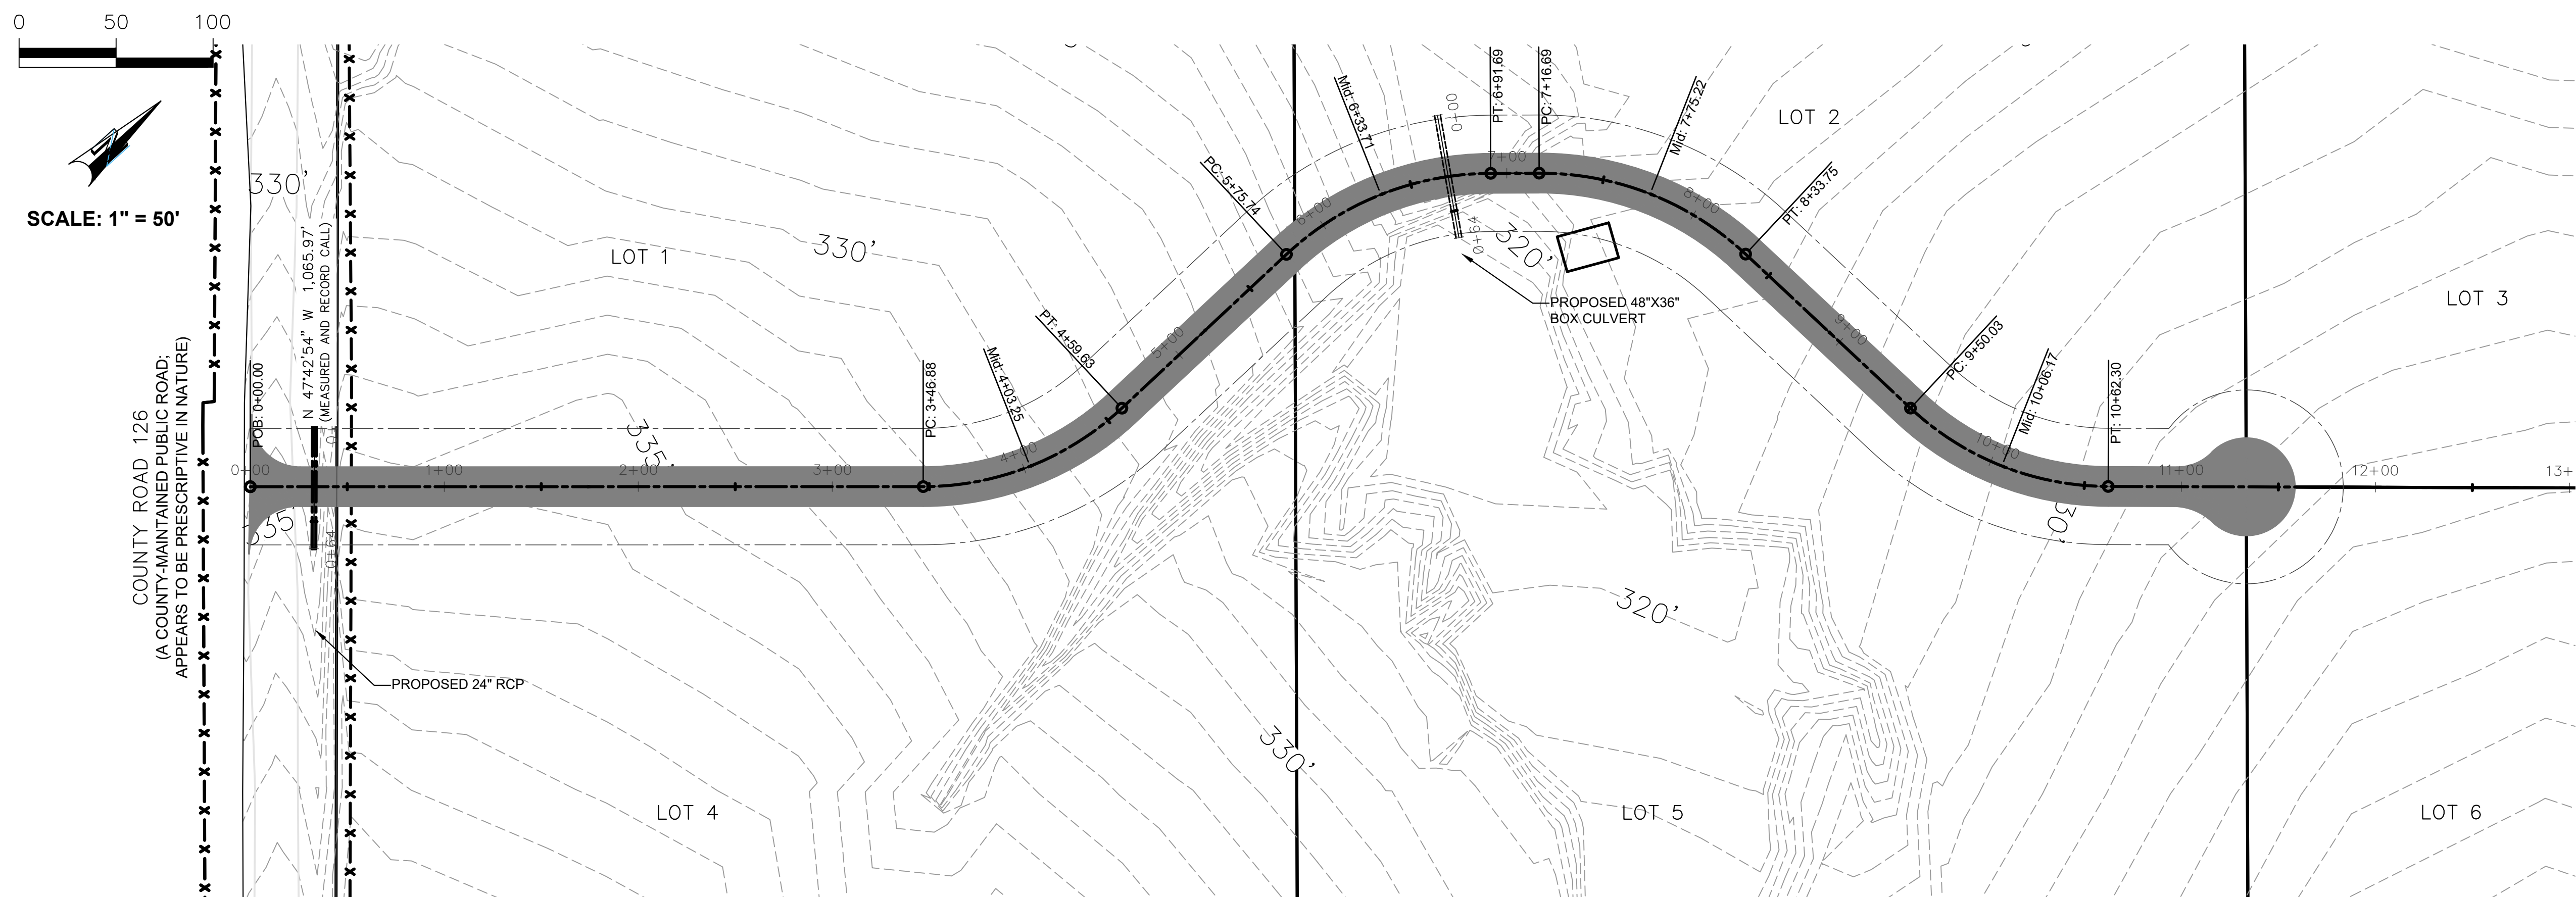 0 50 100
SCALE: 1" = 50'
COUNTY ROAD 126
(A COUNTY-MAINTAINED PUBLIC ROAD;
APPEARS TO BE PRESCRIPTIVE IN NATURE)
330'
N 47°42'54" W 1,065.97'
(MEASURED AND RECORD CALL)
POB: 0+00.00
0+00
335
0+64
PROPOSED 24" RCP
LOT 1
330'
335'
1+00
2+00
3+00
PC: 3+46.88
Mid: 4+03.25
4+00
PT: 4+59.63
5+00
PC: 5+75.74
6+00
Mid: 6+33.71
0+00
0+64
PT: 6+91.69
7+00
PC: 7+16.69
320'
PROPOSED 48"X36"
BOX CULVERT
Mid: 7+75.22
8+00
LOT 2
PT: 8+33.75
9+00
PC: 9+50.03
10+00
Mid: 10+06.17
PT: 10+62.30
30'
11+00
12+00
13+
LOT 3
LOT 4
330'
320'
LOT 5
LOT 6